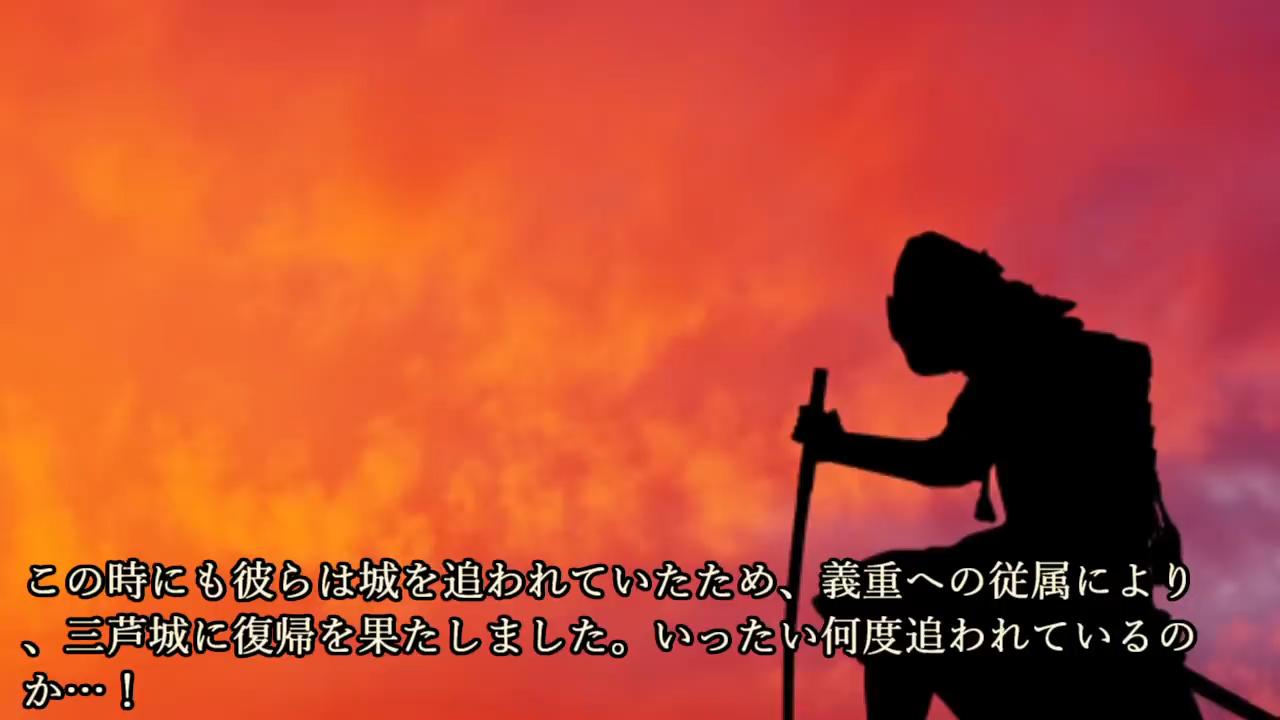 この時にも彼らは城を追われていたため、義重への従属により
、三芦城に復帰を果たしました。いったい何度追われているの
か…！